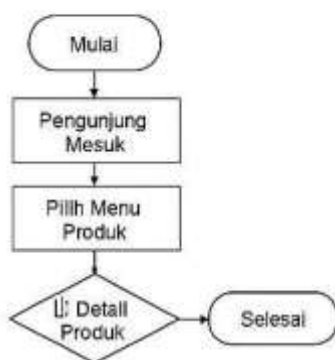 Mulai
Pengunjung
Mesuk
Pilih Menu
Produk
Detail
Produk
Selesai